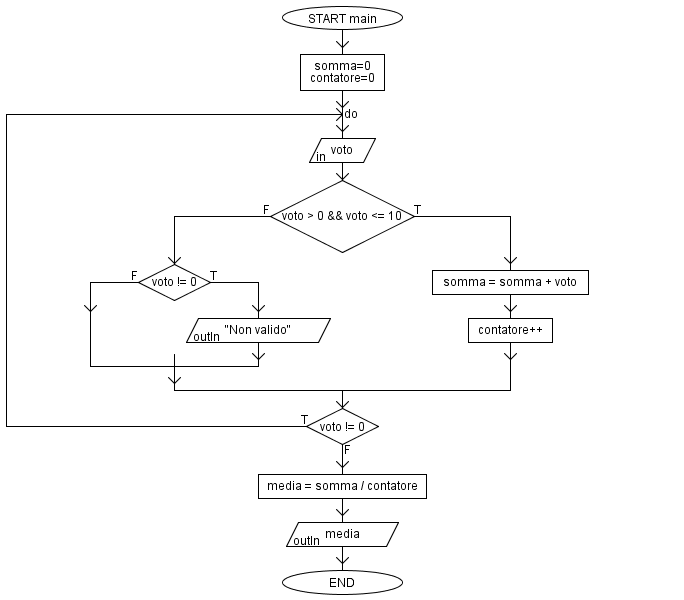 START main
somma=0
contatore=0
do
voto
in
F
voto > 0 && voto <= 10
T
F
voto != 0
T
somma = somma + voto
"Non valido"
outln
contatore++
T
voto != 0
F
media = somma / contatore
media
outln
END